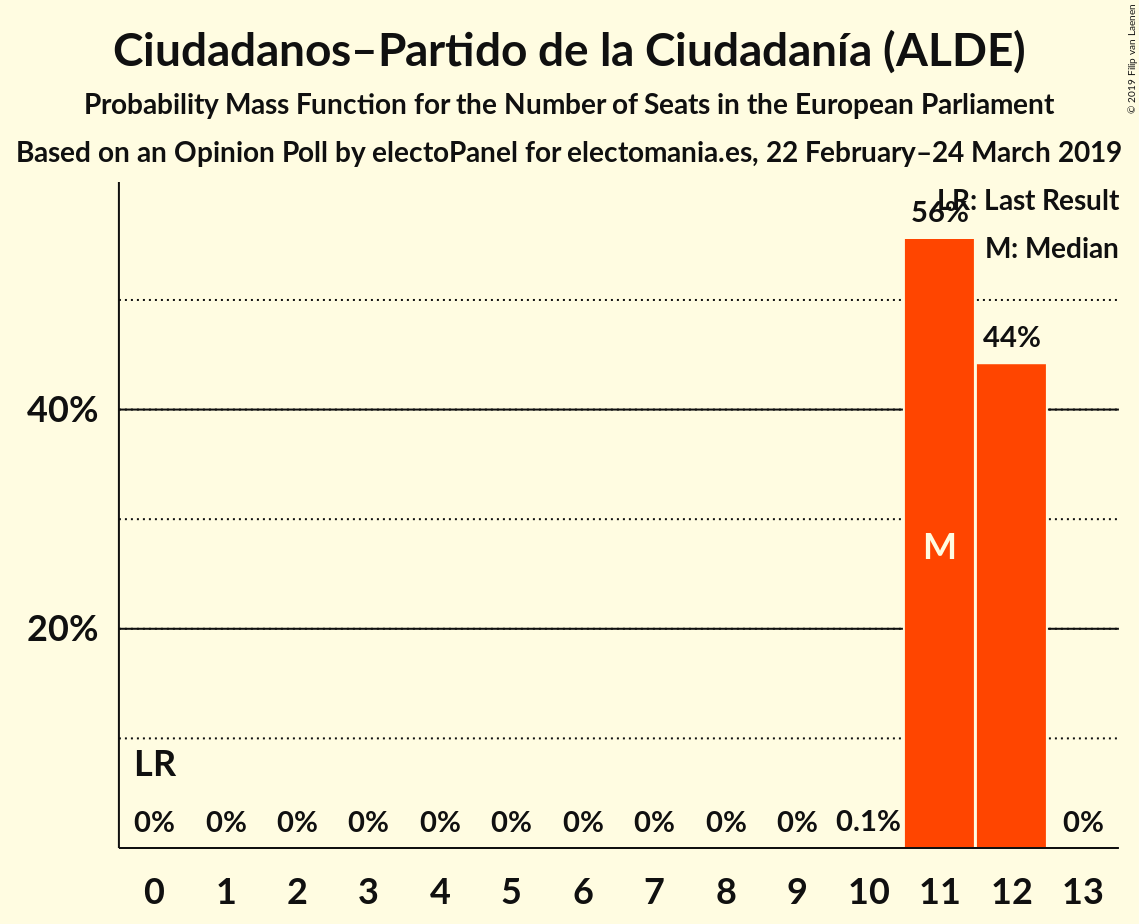 Ciudadanos–Partido de la Ciudadanía (ALDE)
Probability Mass Function for the Number of Seats in the European Parliament
Based on an Opinion Poll by electoPanel for electomania.es, 22 February–24 March 2019
© 2019 Filip van Laenen
LR: Last Result
M: Median
56%
44%
40%
M
20%
LR
0% 0% 0% 0% 0% 0% 0% 0% 0% 0% 0.1% 0%
0 1 2 3 4 5 6 7 8 9 10 11 12 13